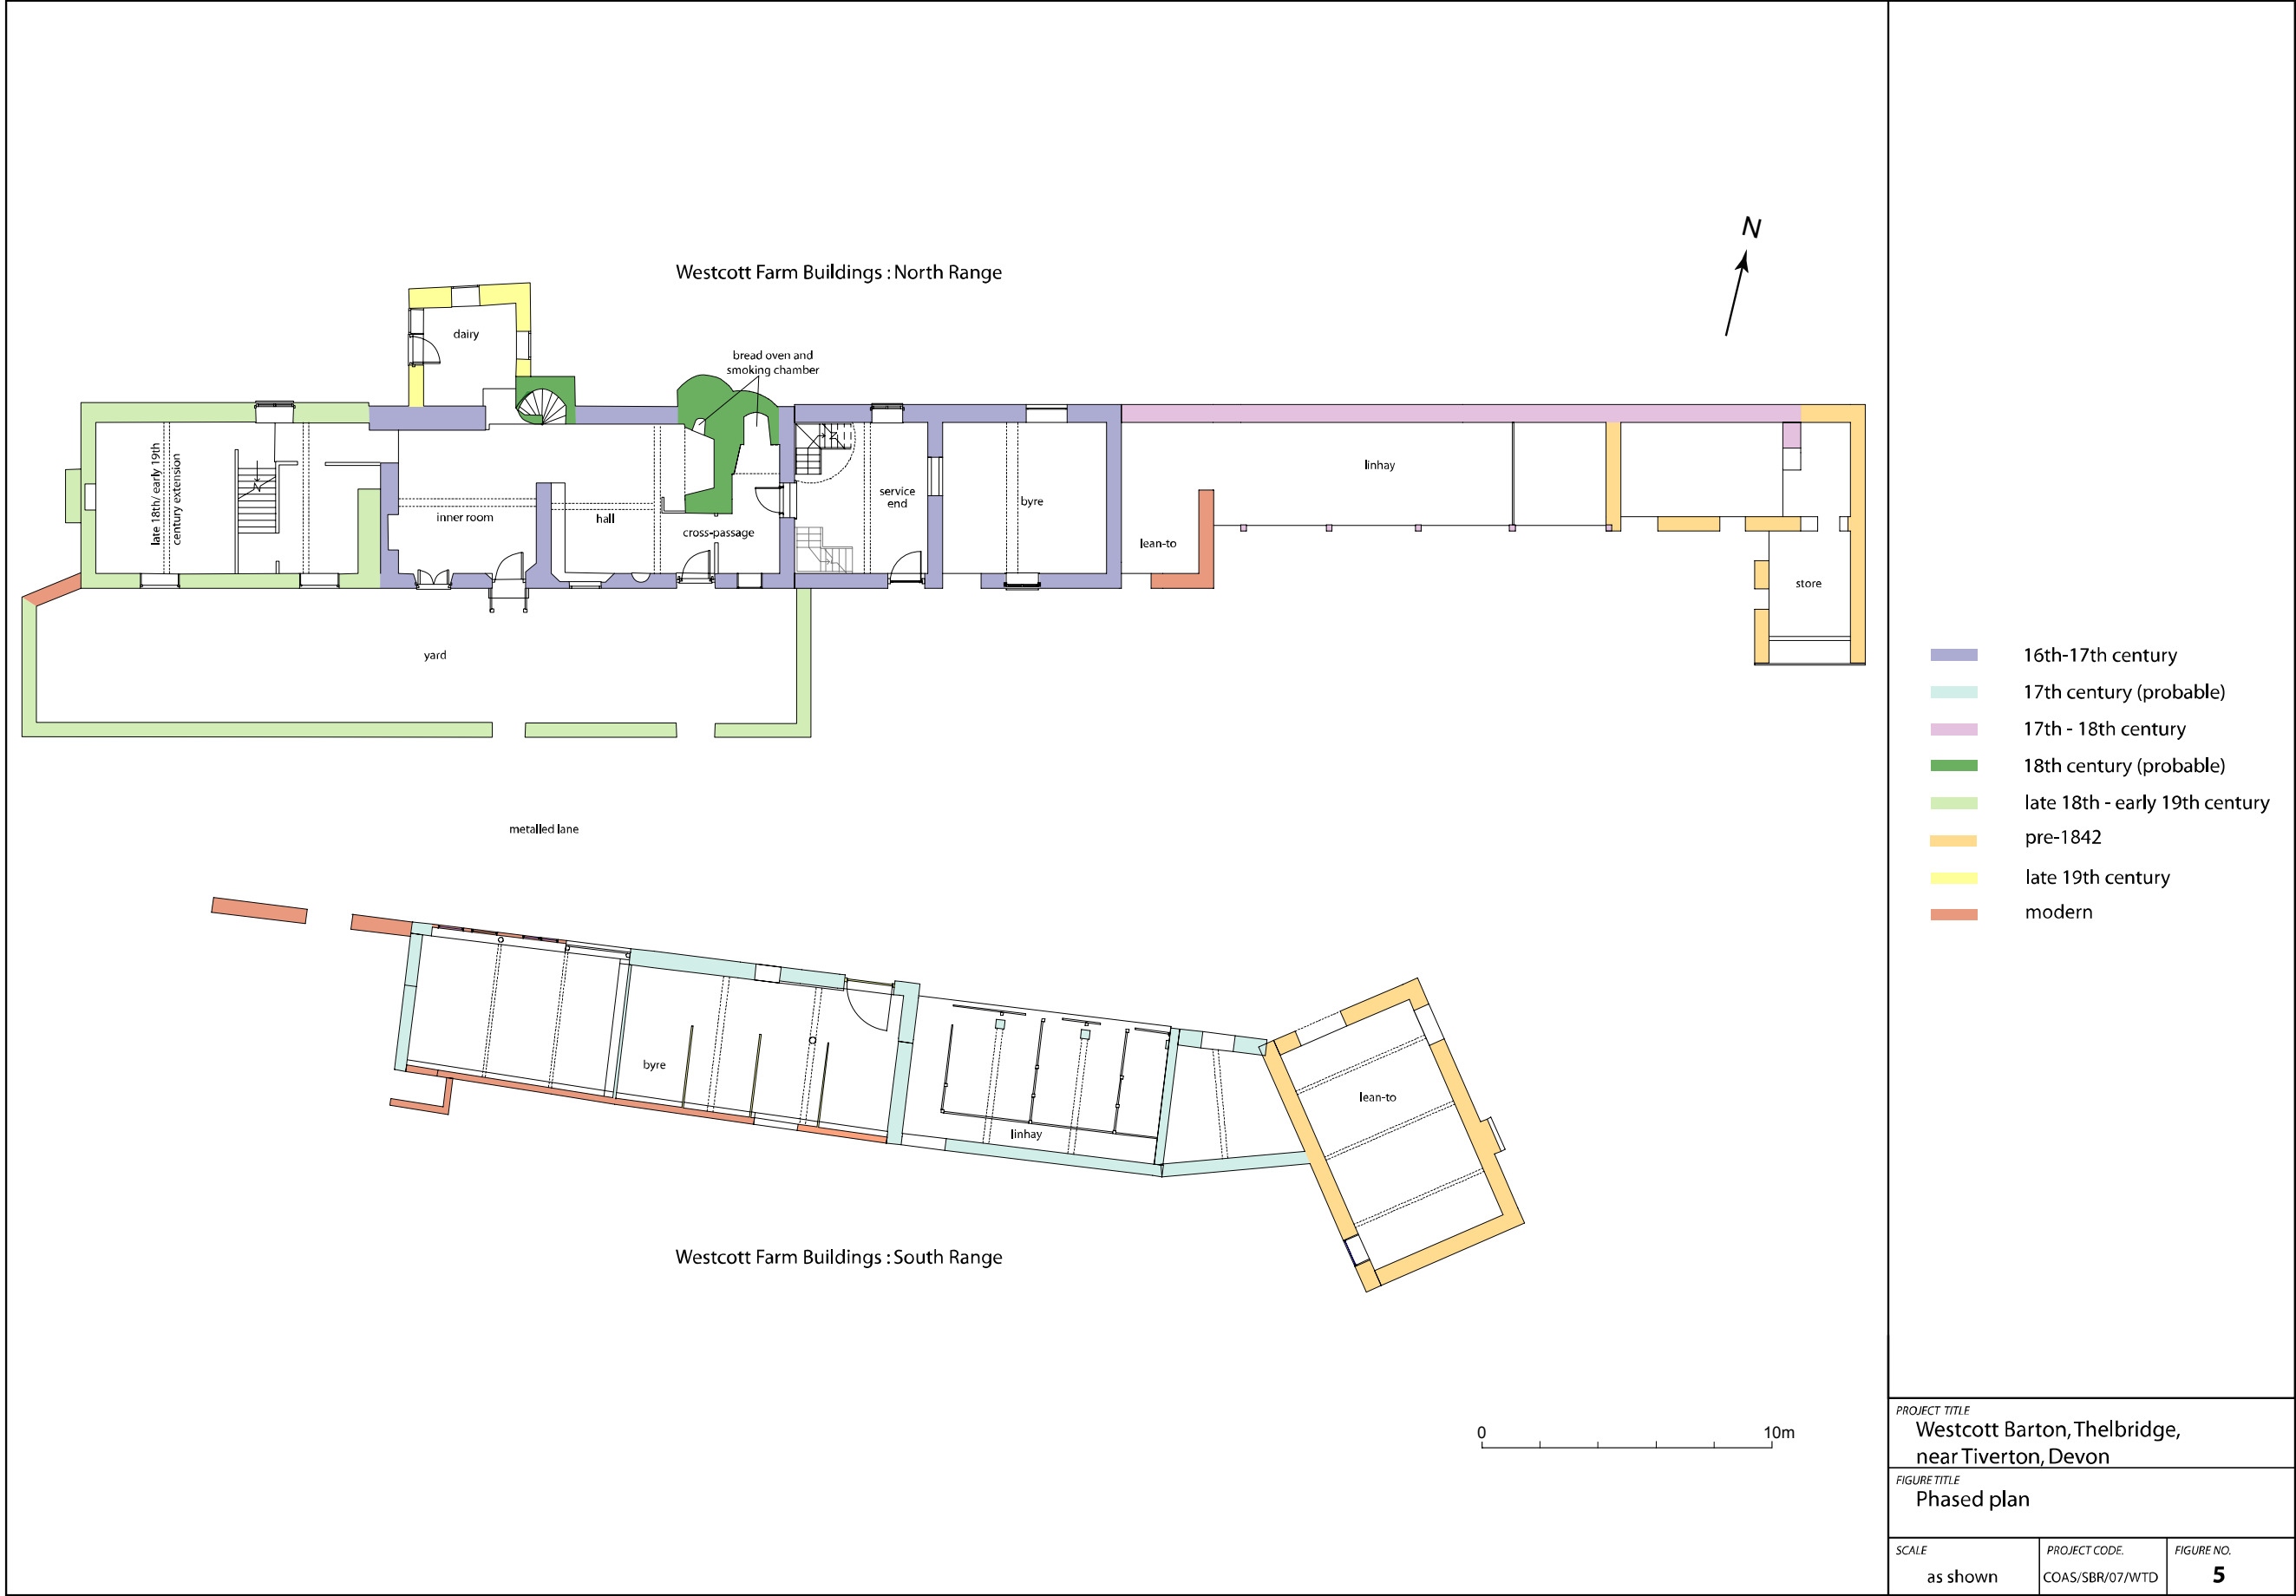 N
Westcott Farm Buildings : North Range
dairy
bread oven and
smoking chamber
late 18th/ early 19th
century extension
inner room
hall
cross-passage
service
end
byre
lean-to
linhay
store
yard
metalled lane
byre
linhay
lean-to
Westcott Farm Buildings : South Range
0
10m
16th-17th century
17th century (probable)
17th - 18th century
18th century (probable)
late 18th - early 19th century
pre-1842
late 19th century
modern
PROJECT TITLE
Westcott Barton, Thelbridge,
near Tiverton, Devon
FIGURE TITLE
Phased plan
SCALE
as shown
PROJECT CODE.
COAS/SBR/07/WTD
FIGURE NO.
5